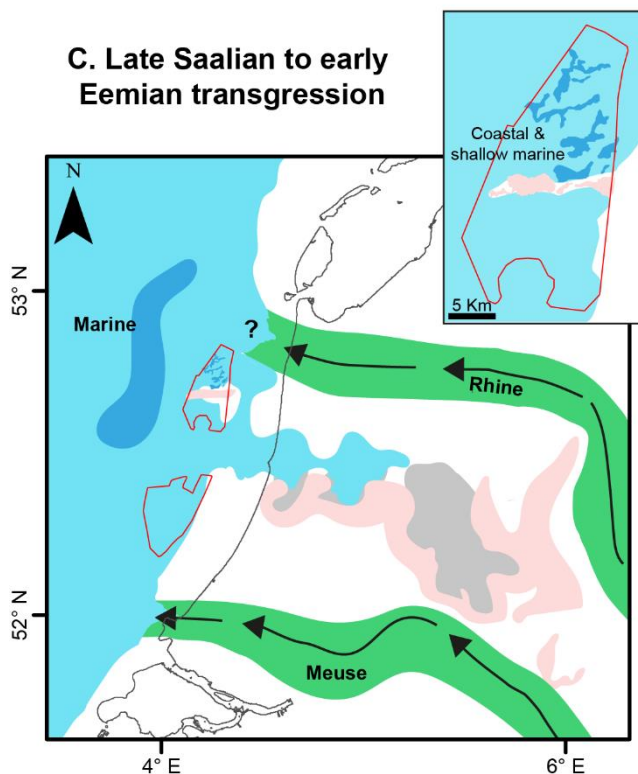 C. Late Saalian to early
Eemian transgression
Coastal &
shallow marine
5 Km
N
53° N
Marine
?
Rhine
52° N
Meuse
4° E
6° E